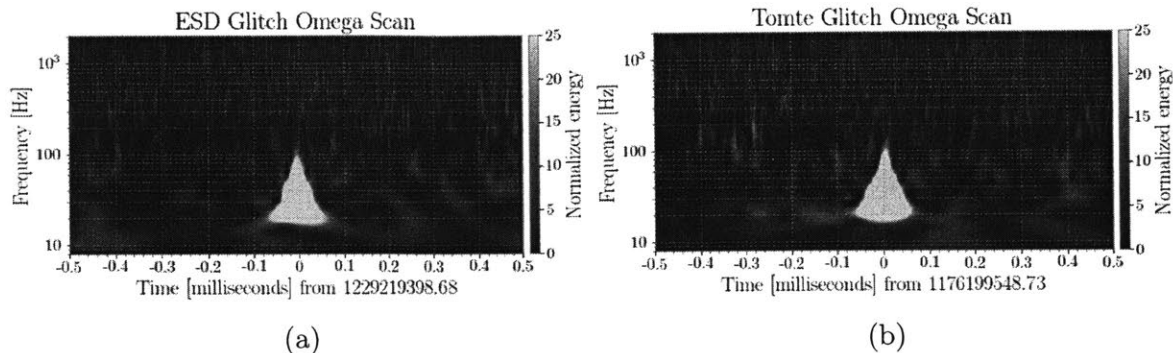 ESD Glitch Omega Scan
10³
100
10
Frequency [Hz]
-0.5 -0.4 -0.3 -0.2 -0.1 0 0.1 0.2 0.3 0.4 0.5
Time [milliseconds] from 1229219398.68
25
20
15
10
5
0
Normalized energy
(a)
Tomte Glitch Omega Scan
10³
100
10
Frequency [Hz]
-0.5 -0.4 -0.3 -0.2 -0.1 0 0.1 0.2 0.3 0.4 0.5
Time [milliseconds] from 1176199548.73
25
20
15
10
5
0
Normalized energy
(b)